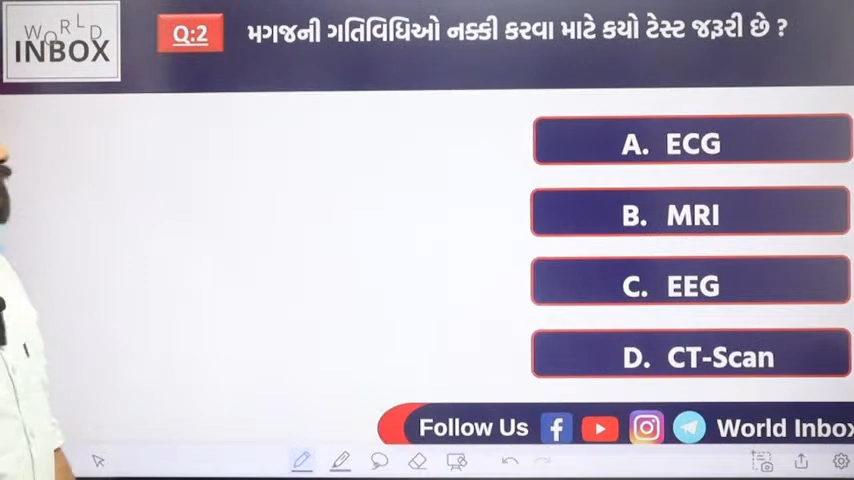 WORLD
INBOX
Q:2
મગજની ગતિવિધિઓ નક્કી કરવા માટે કયો ટેસ્ટ જરૂરી છે ?
A. ECG
B. MRI
C. EEG
D. CT-Scan
Follow Us
World Inbox